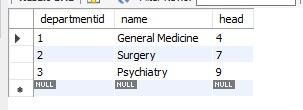 departmentid name head
1 General Medicine 4
2 Surgery 7
3 Psychiatry 9
NULL NULL NULL